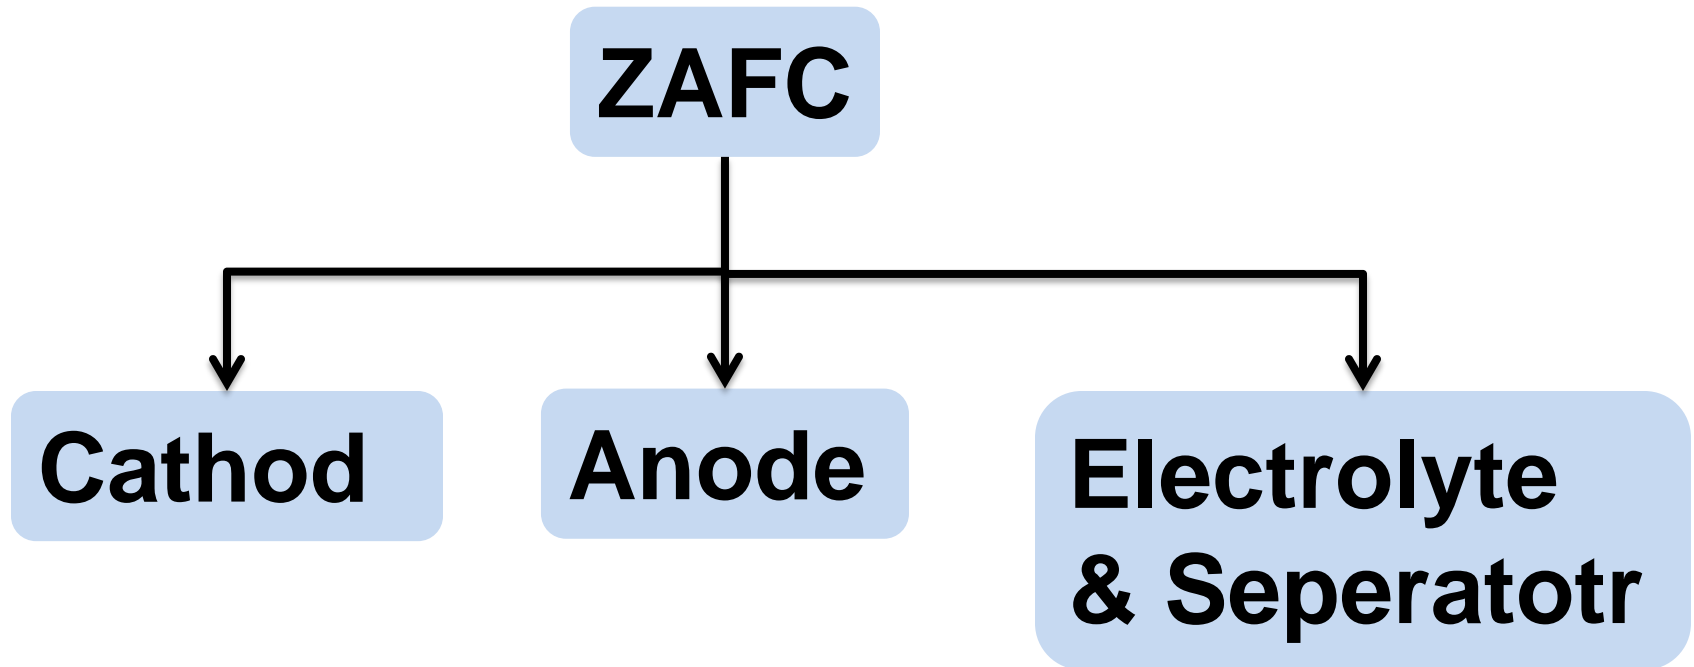 ZAFC
Cathod
Anode
Electrolyte
& Seperatotr